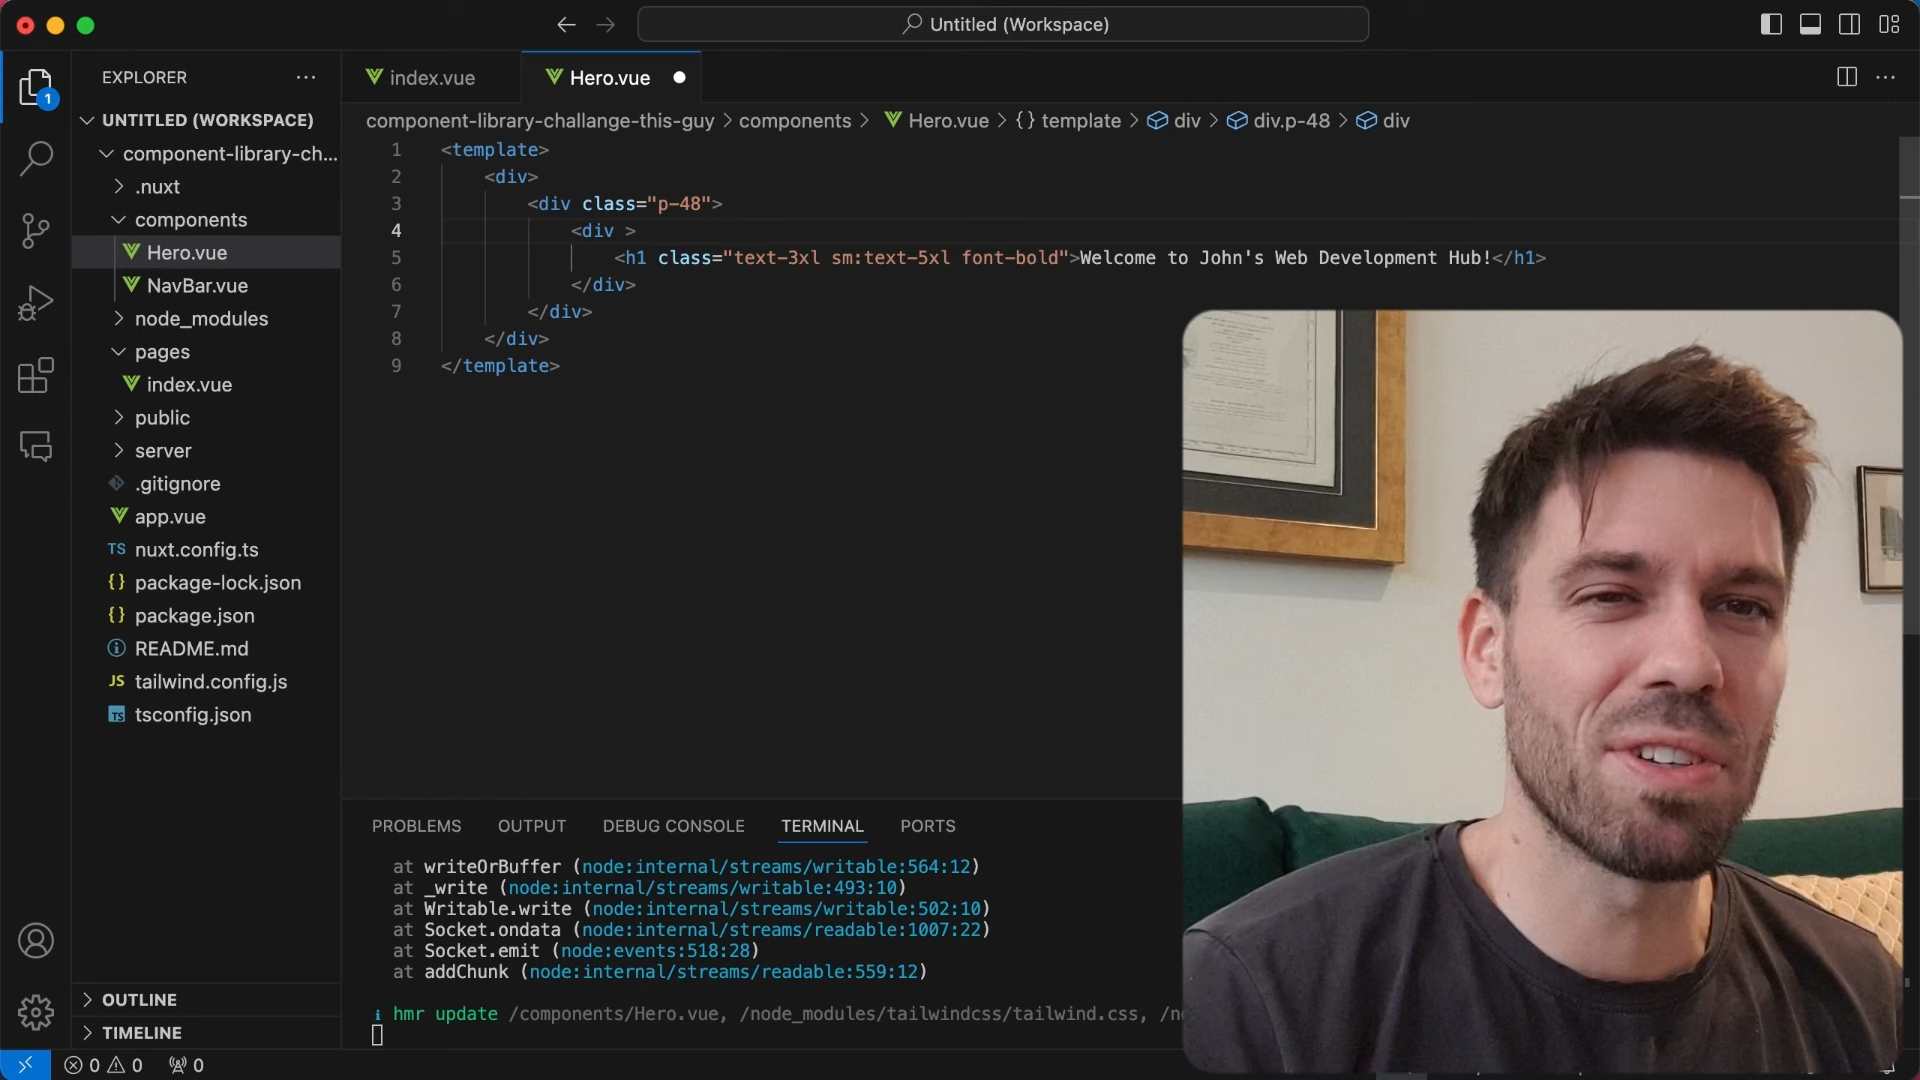 Untitled (Workspace)
EXPLORER
1
UNTITLED (WORKSPACE)
component-library-ch...
.nuxt
components
Hero.vue
NavBar.vue
node_modules
pages
index.vue
public
server
.gitignore
app.vue
TS nuxt.config.ts
{} package-lock.json
{} package.json
README.md
JS tailwind.config.js
TS tsconfig.json
OUTLINE
TIMELINE
index.vue
Hero.vue
component-library-challange-this-guy > components > Hero.vue > {} template > div > div.p-48 > div
1 <template>
2 <div>
3 <div class="p-48">
4 <div >
5 <h1 class="text-3xl sm:text-5xl font-bold">Welcome to John's Web Development Hub!</h1>
6 </div>
7 </div>
8 </div>
9 </template>
PROBLEMS OUTPUT DEBUG CONSOLE TERMINAL PORTS
at writeOrBuffer (node:internal/streams/writable:564:12)
at _write (node:internal/streams/writable:493:10)
at Writable.write (node:internal/streams/writable:502:10)
at Socket.ondata (node:internal/streams/readable:1007:22)
at Socket.emit (node:events:518:28)
at addChunk (node:internal/streams/readable:559:12)
i hmr update /components/Hero.vue, /node_modules/tailwindcss/tailwind.css,
0 0 0